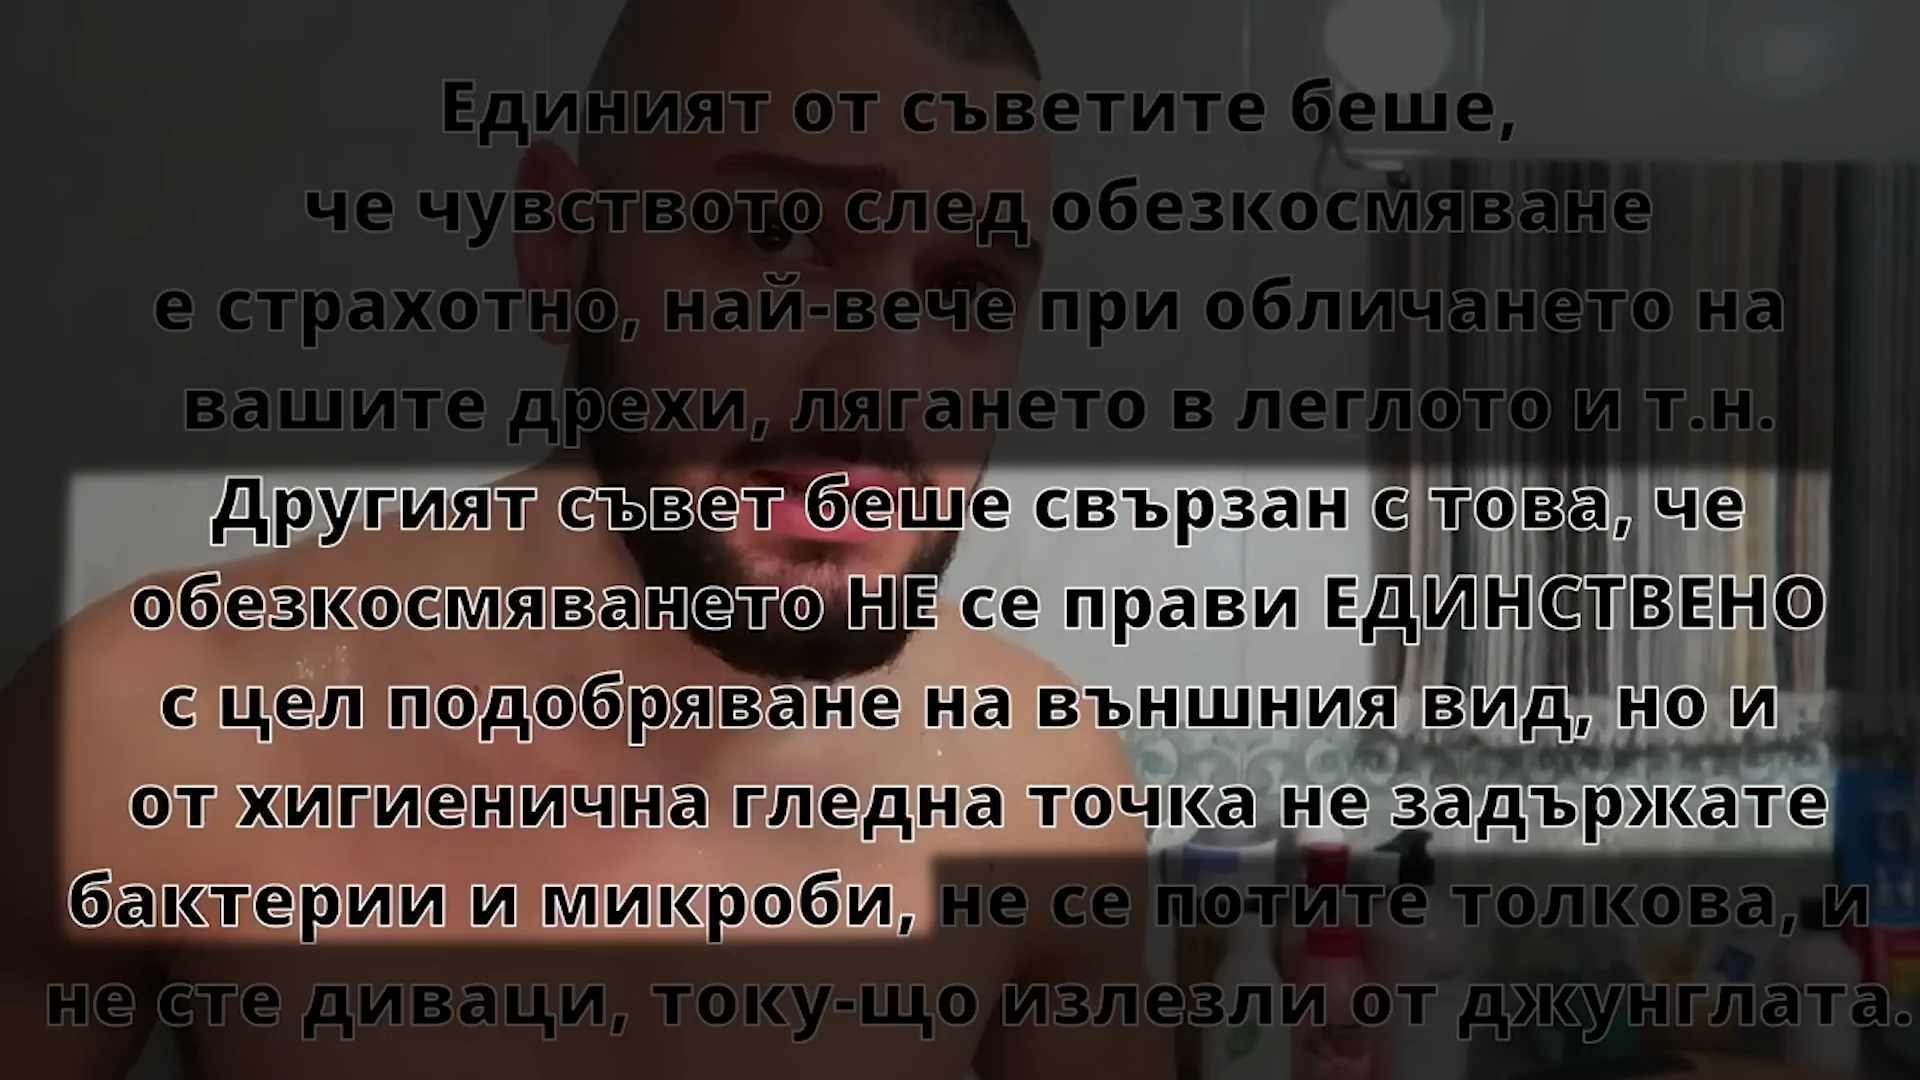 Единият от съветите беше,
че чувството след обезкосмяване
е страхотно, най-вече при обличането на
вашите дрехи, лягането в леглото и т.н.
Другият съвет беше свързан с това, че
обезкосмяването НЕ се прави ЕДИНСТВЕНО
с цел подобряване на външния вид, но и
от хигиенична гледна точка не задържате
бактерии и микроби, не се потите толкова, и
не сте диваци, току-що излезли от джунглата.